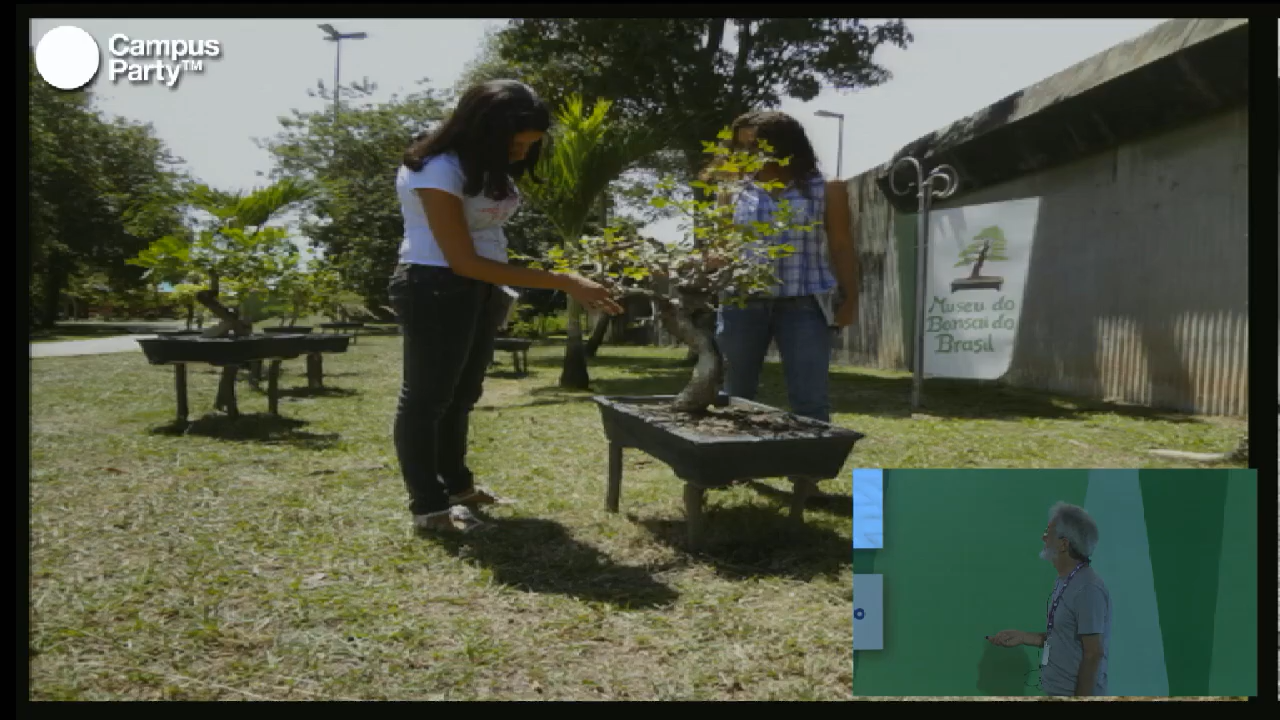 Campus
Party™
Museu do
Bonsai do
Brasil